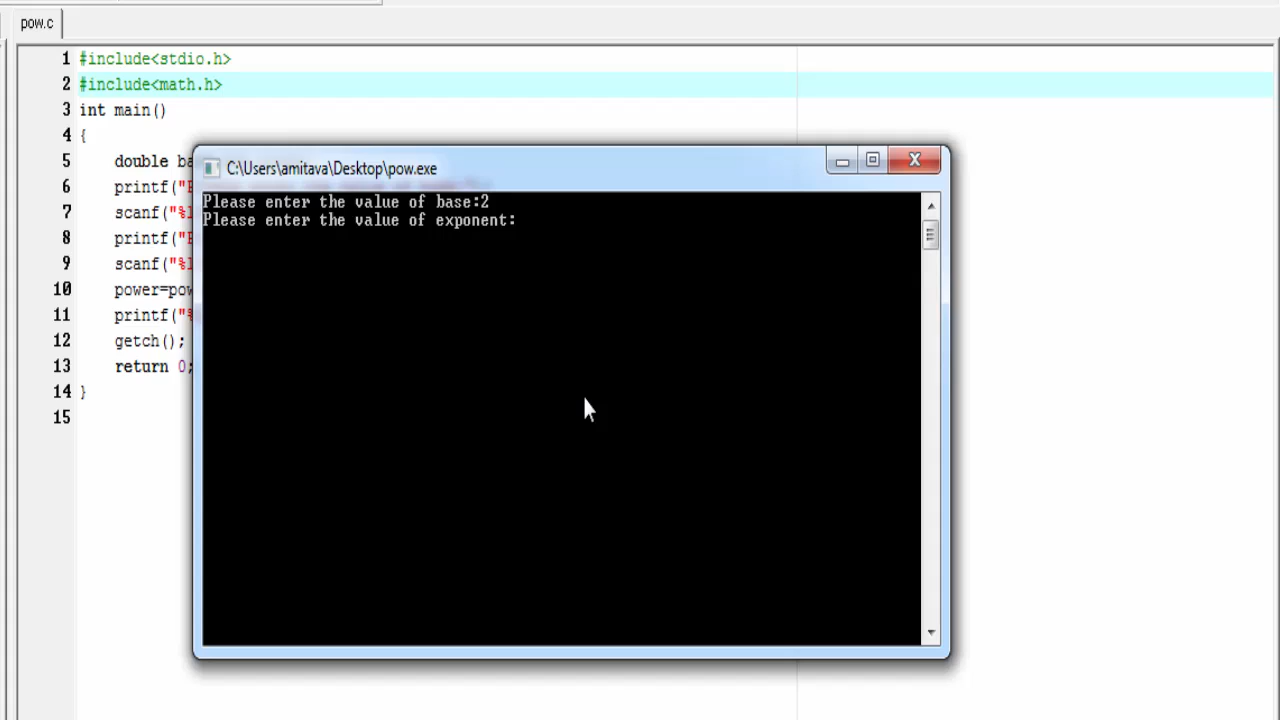 pow.c
1 #include<stdio.h>
2 #include<math.h>
3 int main()
4 {
5 double
6 printf("
7 scanf("%l
8 printf("
9 scanf("%l
10 power=pow
11 printf("%
12 getch();
13 return 0;
14 }
15
C:\Users\amitava\Desktop\pow.exe
Please enter the value of base:2
Please enter the value of exponent: